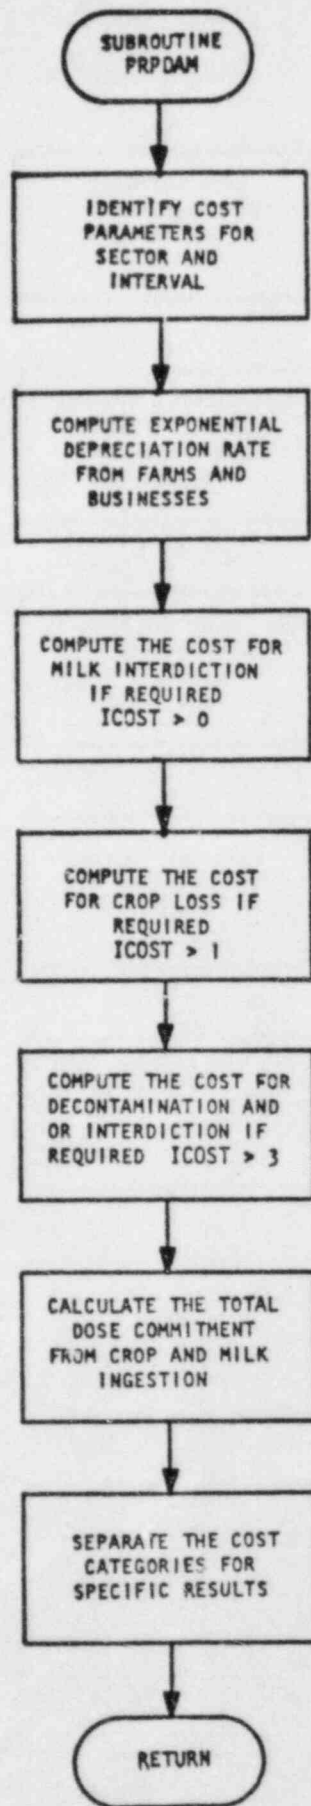 SUBROUTINE
PRPDAM
IDENTIFY COST
PARAMETERS FOR
SECTOR AND
INTERVAL
COMPUTE EXPONENTIAL
DEPRECIATION RATE
FROM FARMS AND
BUSINESSES
COMPUTE THE COST FOR
MILK INTERDICTION
IF REQUIRED
ICOST > 0
COMPUTE THE COST
FOR CROP LOSS IF
REQUIRED
ICOST > 1
COMPUTE THE COST FOR
DECONTAMINATION AND
OR INTERDICTION IF
REQUIRED ICOST > 3
CALCULATE THE TOTAL
DOSE COMMITMENT
FROM CROP AND MILK
INGESTION
SEPARATE THE COST
CATEGORIES FOR
SPECIFIC RESULTS
RETURN